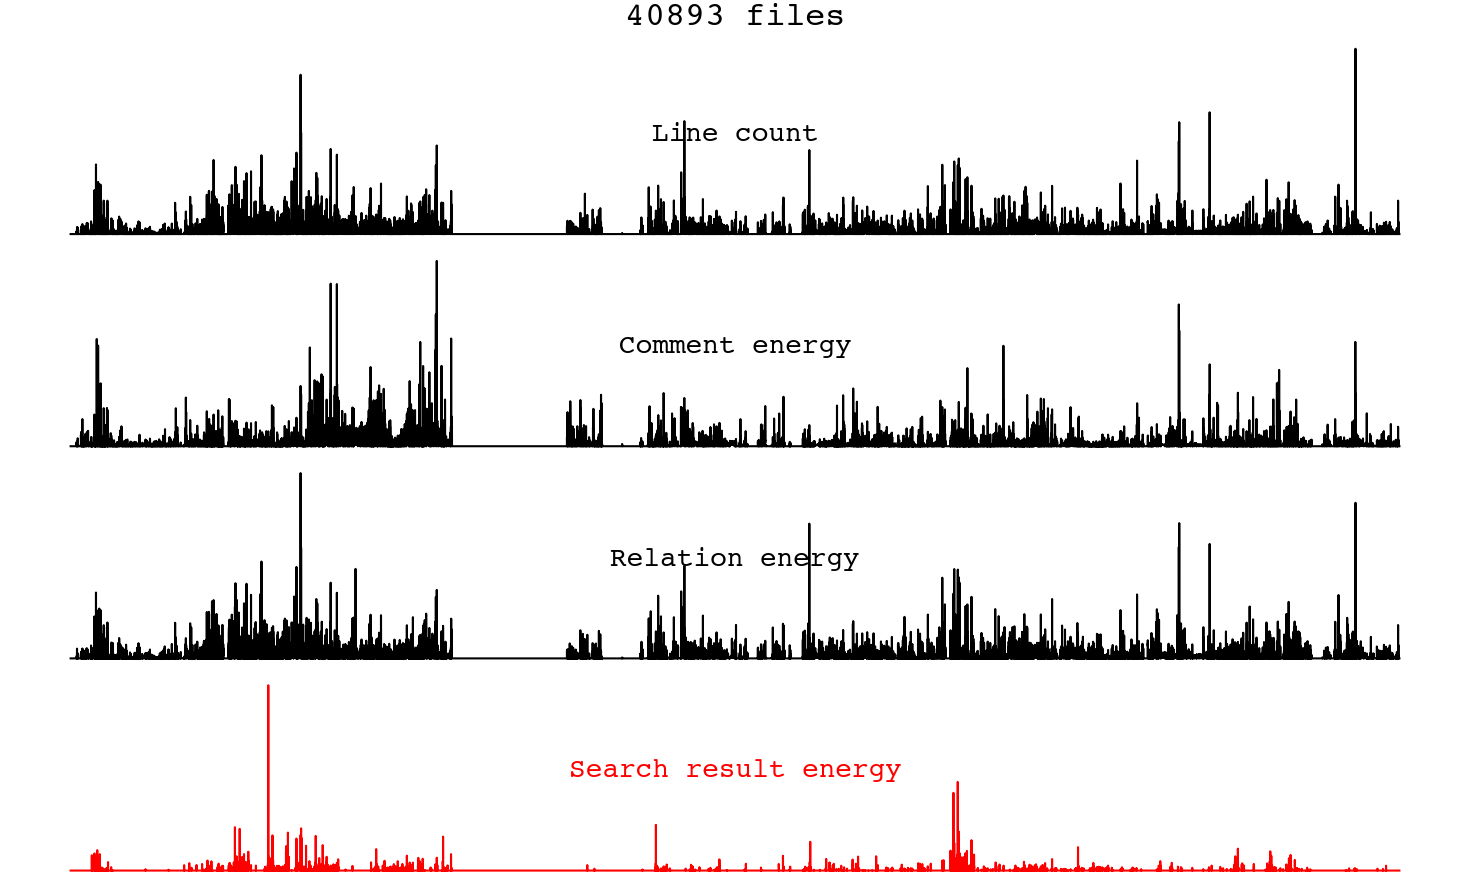 40893 files
Line count
Comment energy
Relation energy
Search result energy